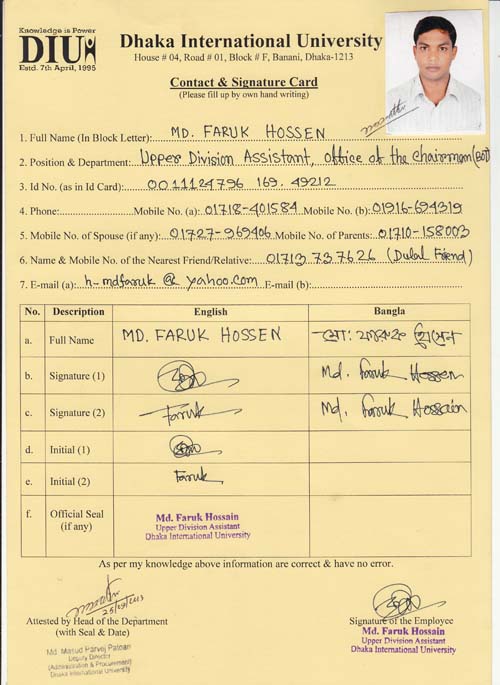 Knowledge is Power
DIU
Estd. 7th April, 1995
Dhaka International University
House # 04, Road # 01, Block # F, Banani, Dhaka-1213
Contact & Signature Card
(Please fill up by own hand writing)
1. Full Name (In Block Letter): MD. FARUK HOSSEN
2. Position & Department: Upper Division Assistant, office of the chairman (BOT)
3. Id No. (as in Id Card): 0011124796 169. 49212
4. Phone: Mobile No. (a): 01718-401584 Mobile No. (b): 01916-694319
5. Mobile No. of Spouse (if any): 01727-969406 Mobile No. of Parents: 01710-158003
6. Name & Mobile No. of the Nearest Friend/Relative: 01713 737626 (Dulal Friend)
7. E-mail (a): h-mdfaruk @ yahoo.com E-mail (b):
No. Description English Bangla
a. Full Name MD. FARUK HOSSEN মো: ফারুক হোসেন
b. Signature (1) Md. Faruk Hossen
c. Signature (2) Faruk Md. Faruk Hossain
d. Initial (1)
e. Initial (2) Faruk
f. Official Seal (if any)
Md. Faruk Hossain
Upper Division Assistant
Dhaka International University
As per my knowledge above information are correct & have no error.
Attested by Head of the Department
(with Seal & Date)
Md. Masud Parvej Patoari
Deputy Director
(Administration & Procurement)
Dhaka International University
Signature of the Employee
Md. Faruk Hossain
Upper Division Assistant
Dhaka International University